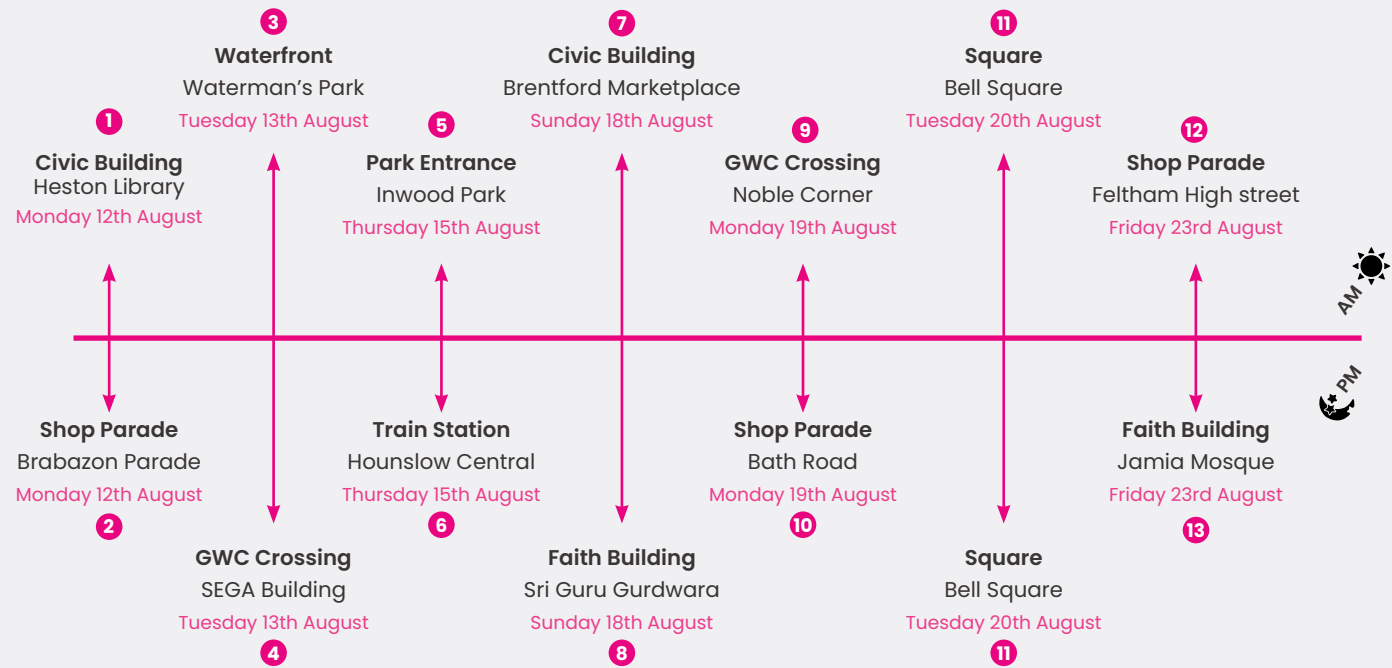 1
Civic Building
Heston Library
Monday 12th August
3
Waterfront
Waterman's Park
Tuesday 13th August
5
Park Entrance
Inwood Park
Thursday 15th August
7
Civic Building
Brentford Marketplace
Sunday 18th August
9
GWC Crossing
Noble Corner
Monday 19th August
11
Square
Bell Square
Tuesday 20th August
12
Shop Parade
Feltham High street
Friday 23rd August
AM
PM
Shop Parade
Brabazon Parade
Monday 12th August
2
GWC Crossing
SEGA Building
Tuesday 13th August
4
Train Station
Hounslow Central
Thursday 15th August
6
Faith Building
Sri Guru Gurdwara
Sunday 18th August
8
Shop Parade
Bath Road
Monday 19th August
10
Square
Bell Square
Tuesday 20th August
11
Faith Building
Jamia Mosque
Friday 23rd August
13